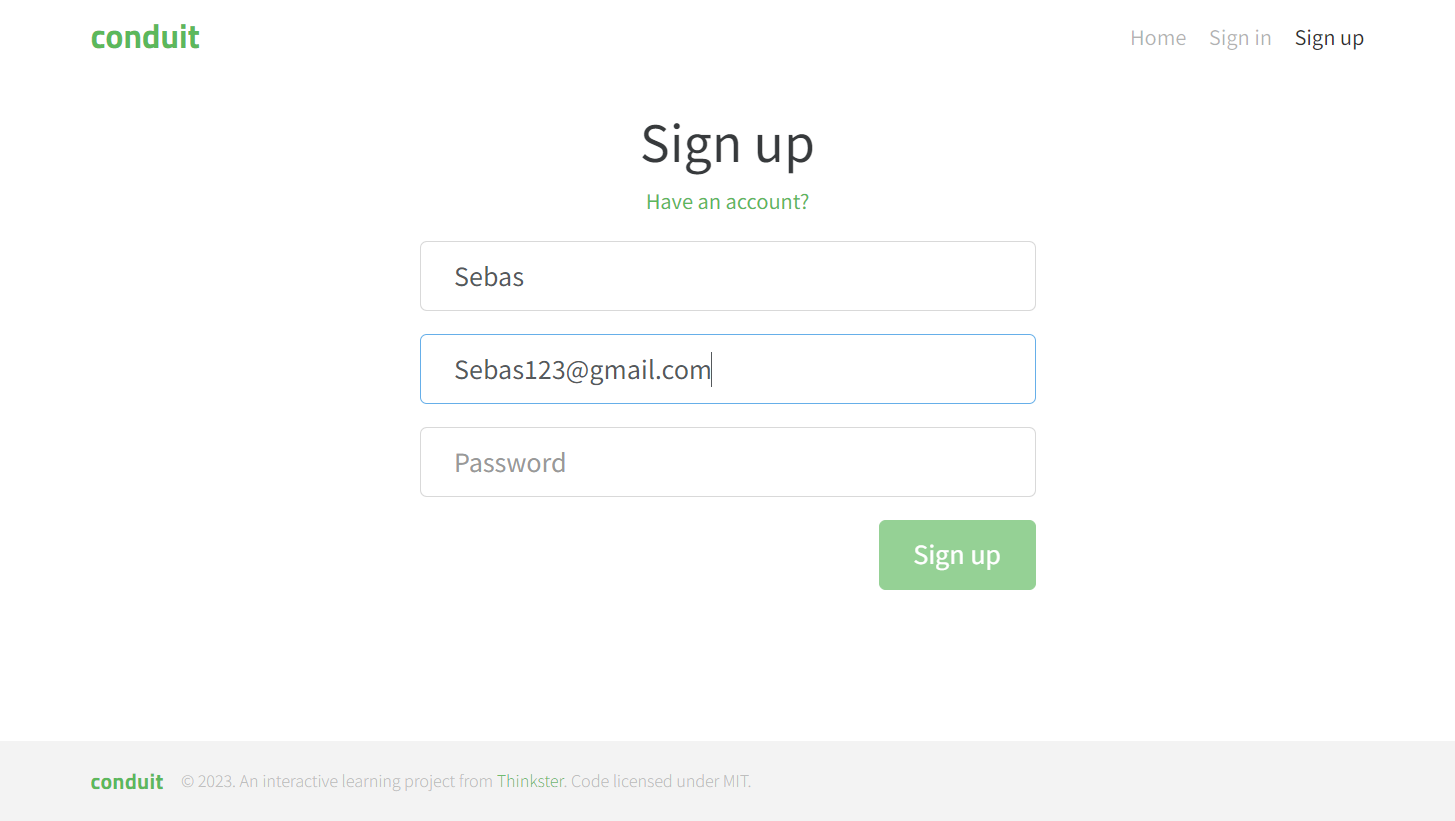 conduit
Home Sign in Sign up
Sign up
Have an account?
Sebas
Sebas123@gmail.com
Password
Sign up
conduit © 2023. An interactive learning project from Thinkster. Code licensed under MIT.